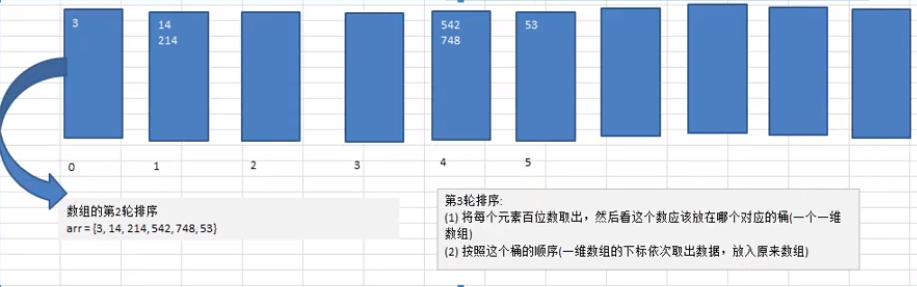 3
14
214
542
748
53
0
1
2
3
4
5
数组的第2轮排序
arr = {3, 14, 214, 542, 748, 53}
第3轮排序:
(1) 将每个元素百位数取出，然后看这个数应该放在哪个对应的桶(一个一维
数组)
(2) 按照这个桶的顺序(一维数组的下标依次取出数据，放入原来数组)